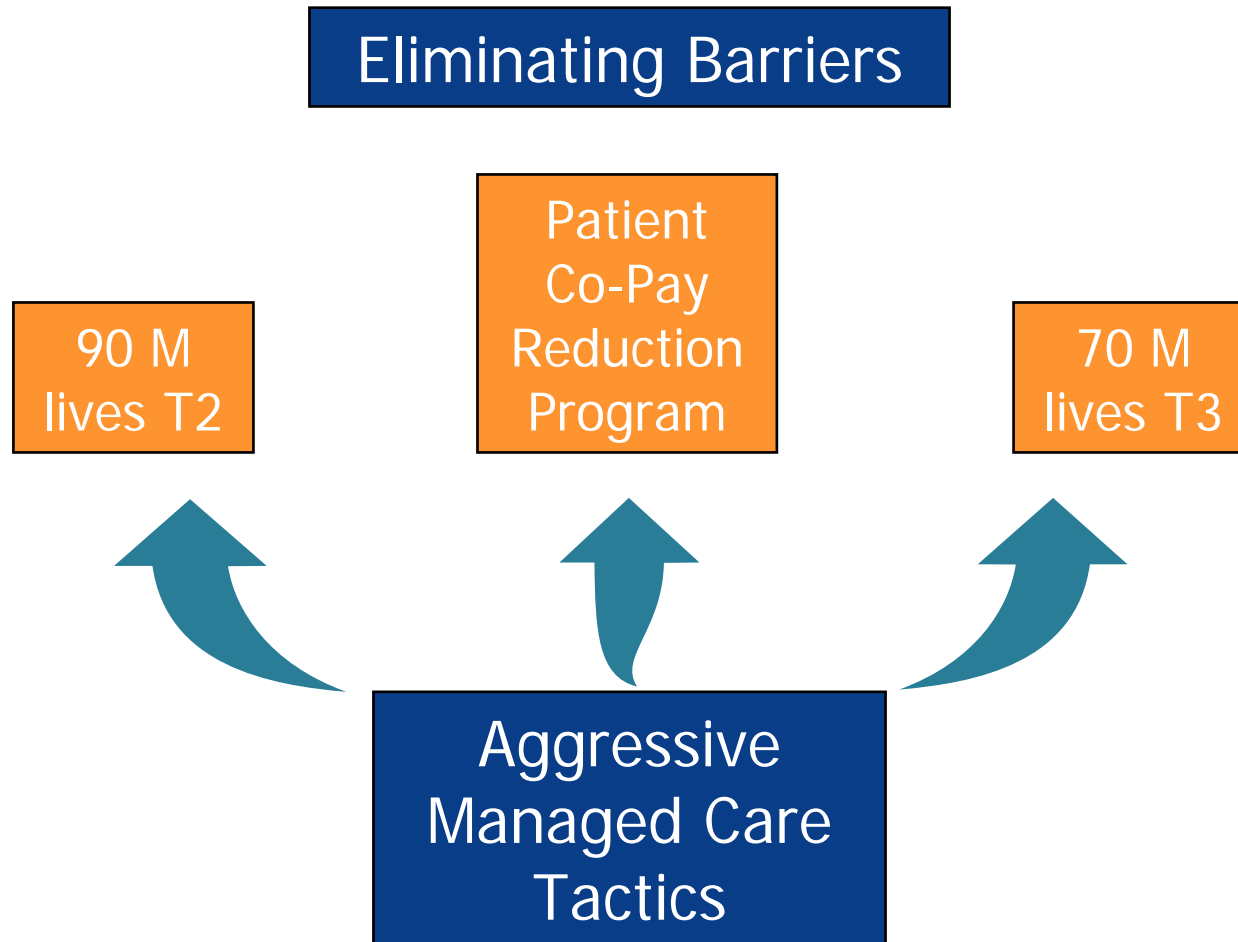 Eliminating Barriers
Patient
Co-Pay
Reduction
Program
90 M
lives T2
70 M
lives T3
Aggressive
Managed Care
Tactics